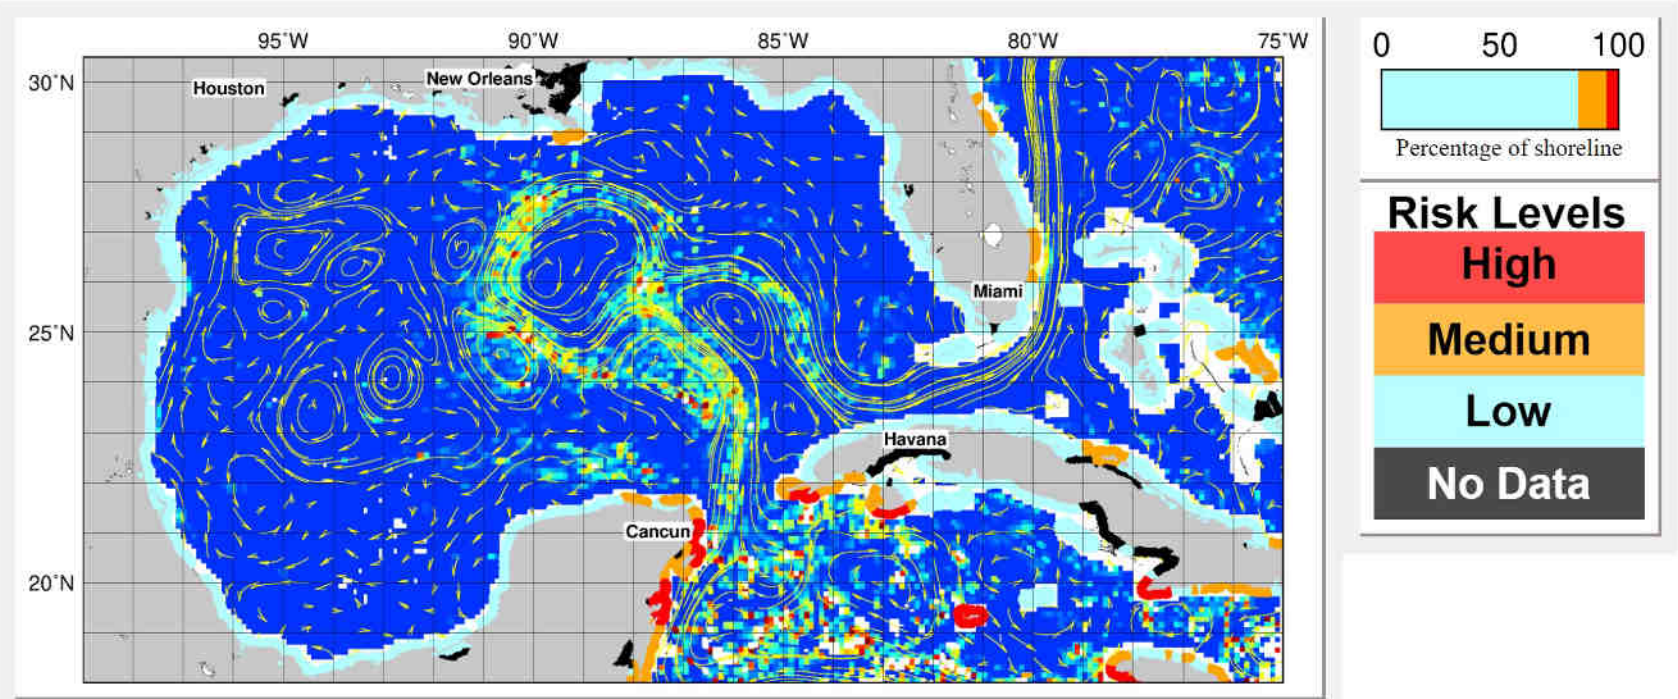 95°W 90°W 85°W 80°W 75°W
30°N
25°N
20°N
Houston
New Orleans
Miami
Havana
Cancun
0 50 100
Percentage of shoreline
Risk Levels
High
Medium
Low
No Data